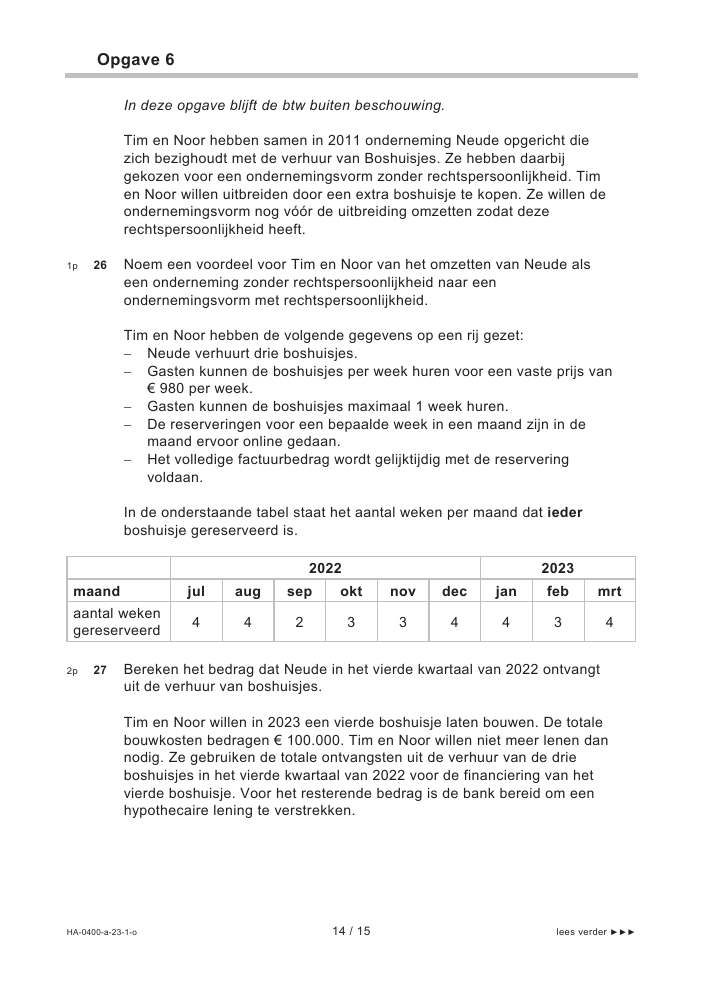 Opgave 6
In deze opgave blijft de btw buiten beschouwing.
Tim en Noor hebben samen in 2011 onderneming Neude opgericht die
zich bezighoudt met de verhuur van Boshuisjes. Ze hebben daarbij
gekozen voor een ondernemingsvorm zonder rechtspersoonlijkheid. Tim
en Noor willen uitbreiden door een extra boshuisje te kopen. Ze willen de
ondernemingsvorm nog vóór de uitbreiding omzetten zodat deze
rechtspersoonlijkheid heeft.
1p 26 Noem een voordeel voor Tim en Noor van het omzetten van Neude als
een onderneming zonder rechtspersoonlijkheid naar een
ondernemingsvorm met rechtspersoonlijkheid.
Tim en Noor hebben de volgende gegevens op een rij gezet:
– Neude verhuurt drie boshuisjes.
– Gasten kunnen de boshuisjes per week huren voor een vaste prijs van
€ 980 per week.
– Gasten kunnen de boshuisjes maximaal 1 week huren.
– De reserveringen voor een bepaalde week in een maand zijn in de
maand ervoor online gedaan.
– Het volledige factuurbedrag wordt gelijktijdig met de reservering
voldaan.
In de onderstaande tabel staat het aantal weken per maand dat ieder
boshuisje gereserveerd is.
2022 2023
maand jul aug sep okt nov dec jan feb mrt
aantal weken
gereserveerd 4 4 2 3 3 4 4 3 4
2p 27 Bereken het bedrag dat Neude in het vierde kwartaal van 2022 ontvangt
uit de verhuur van boshuisjes.
Tim en Noor willen in 2023 een vierde boshuisje laten bouwen. De totale
bouwkosten bedragen € 100.000. Tim en Noor willen niet meer lenen dan
nodig. Ze gebruiken de totale ontvangsten uit de verhuur van de drie
boshuisjes in het vierde kwartaal van 2022 voor de financiering van het
vierde boshuisje. Voor het resterende bedrag is de bank bereid om een
hypothecaire lening te verstrekken.
HA-0400-a-23-1-o 14 / 15 lees verder ►►►